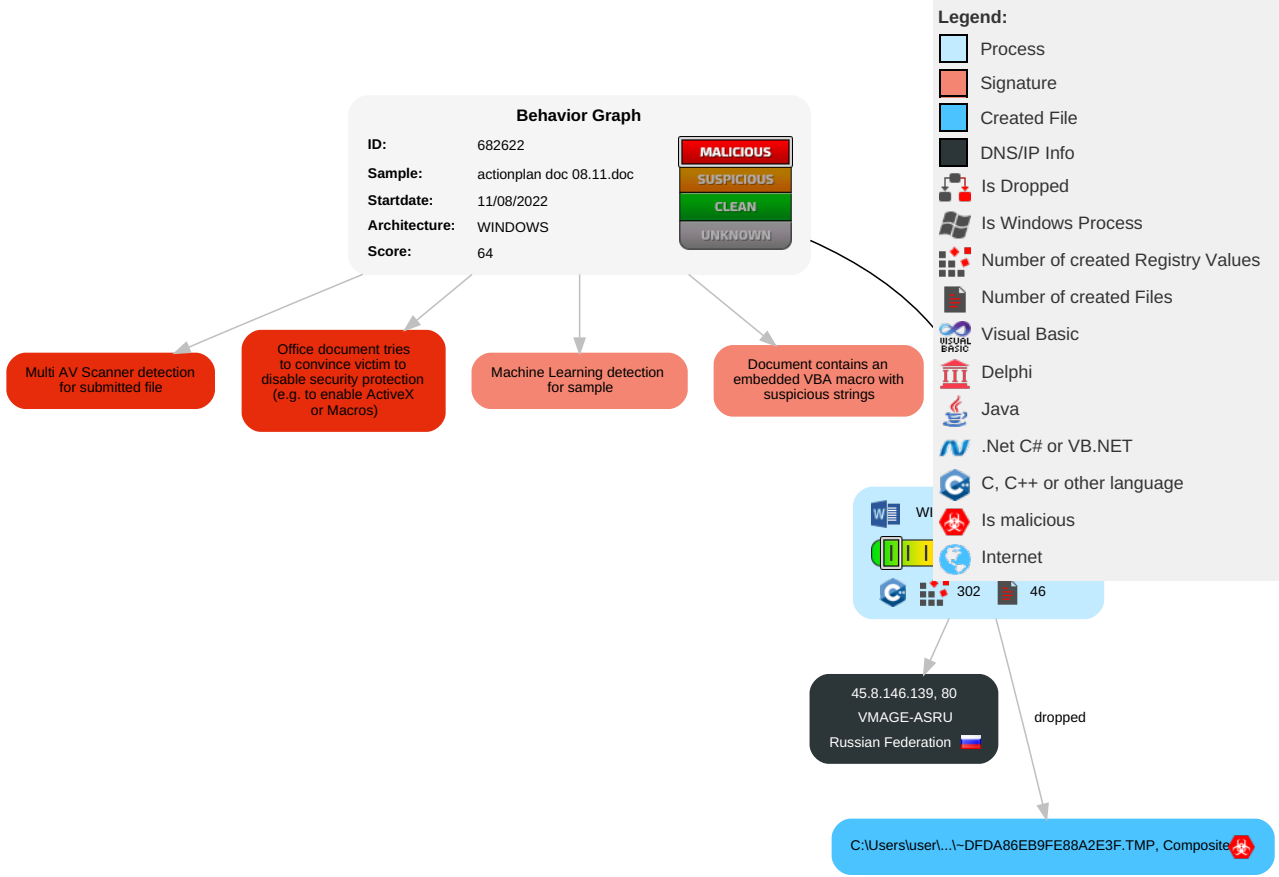 Legend:
Process
Signature
Created File
DNS/IP Info
Is Dropped
Is Windows Process
Number of created Registry Values
Number of created Files
VISUAL BASIC
Visual Basic
Delphi
Java
.Net C# or VB.NET
C, C++ or other language
Is malicious
Internet
Behavior Graph
ID: 682622
Sample: actionplan doc 08.11.doc
Startdate: 11/08/2022
Architecture: WINDOWS
Score: 64
MALICIOUS
SUSPICIOUS
CLEAN
UNKNOWN
Multi AV Scanner detection
for submitted file
Office document tries
to convince victim to
disable security protection
(e.g. to enable ActiveX
or Macros)
Machine Learning detection
for sample
Document contains an
embedded VBA macro with
suspicious strings
302 46
45.8.146.139, 80
VMAGE-ASRU
Russian Federation
dropped
C:\Users\user\...\~DFDA86EB9FE88A2E3F.TMP, Composite